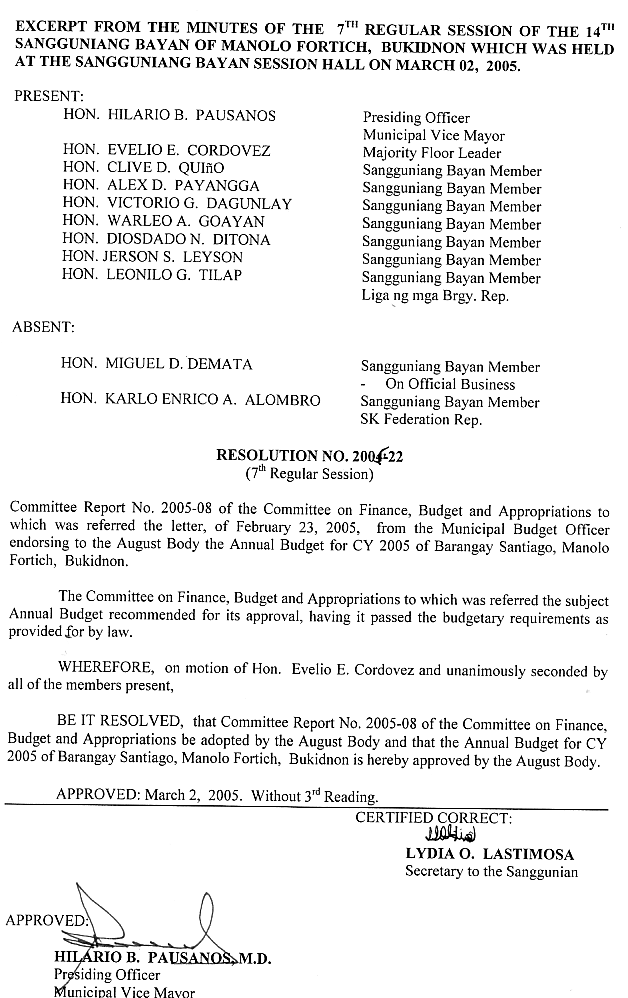 EXCERPT FROM THE MINUTES OF THE 7TH REGULAR SESSION OF THE 14TH
SANGGUNIANG BAYAN OF MANOLO FORTICH, BUKIDNON WHICH WAS HELD
AT THE SANGGUNIANG BAYAN SESSION HALL ON MARCH 02, 2005.
PRESENT:
HON. HILARIO B. PAUSANOS Presiding Officer
Municipal Vice Mayor
HON. EVELIO E. CORDOVEZ Majority Floor Leader
HON. CLIVE D. QUIñO Sangguniang Bayan Member
HON. ALEX D. PAYANGGA Sangguniang Bayan Member
HON. VICTORIO G. DAGUNLAY Sangguniang Bayan Member
HON. WARLEO A. GOAYAN Sangguniang Bayan Member
HON. DIOSDADO N. DITONA Sangguniang Bayan Member
HON. JERSON S. LEYSON Sangguniang Bayan Member
HON. LEONILO G. TILAP Sangguniang Bayan Member
Liga ng mga Brgy. Rep.
ABSENT:
HON. MIGUEL D. DEMATA Sangguniang Bayan Member
- On Official Business
HON. KARLO ENRICO A. ALOMBRO Sangguniang Bayan Member
SK Federation Rep.
RESOLUTION NO. 2005-22
(7th Regular Session)
Committee Report No. 2005-08 of the Committee on Finance, Budget and Appropriations to
which was referred the letter, of February 23, 2005, from the Municipal Budget Officer
endorsing to the August Body the Annual Budget for CY 2005 of Barangay Santiago, Manolo
Fortich, Bukidnon.
The Committee on Finance, Budget and Appropriations to which was referred the subject
Annual Budget recommended for its approval, having it passed the budgetary requirements as
provided for by law.
WHEREFORE, on motion of Hon. Evelio E. Cordovez and unanimously seconded by
all of the members present,
BE IT RESOLVED, that Committee Report No. 2005-08 of the Committee on Finance,
Budget and Appropriations be adopted by the August Body and that the Annual Budget for CY
2005 of Barangay Santiago, Manolo Fortich, Bukidnon is hereby approved by the August Body.
APPROVED: March 2, 2005. Without 3rd Reading.
CERTIFIED CORRECT:
LYDIA O. LASTIMOSA
Secretary to the Sanggunian
APPROVED:
HILARIO B. PAUSANOS, M.D.
Presiding Officer
Municipal Vice Mayor